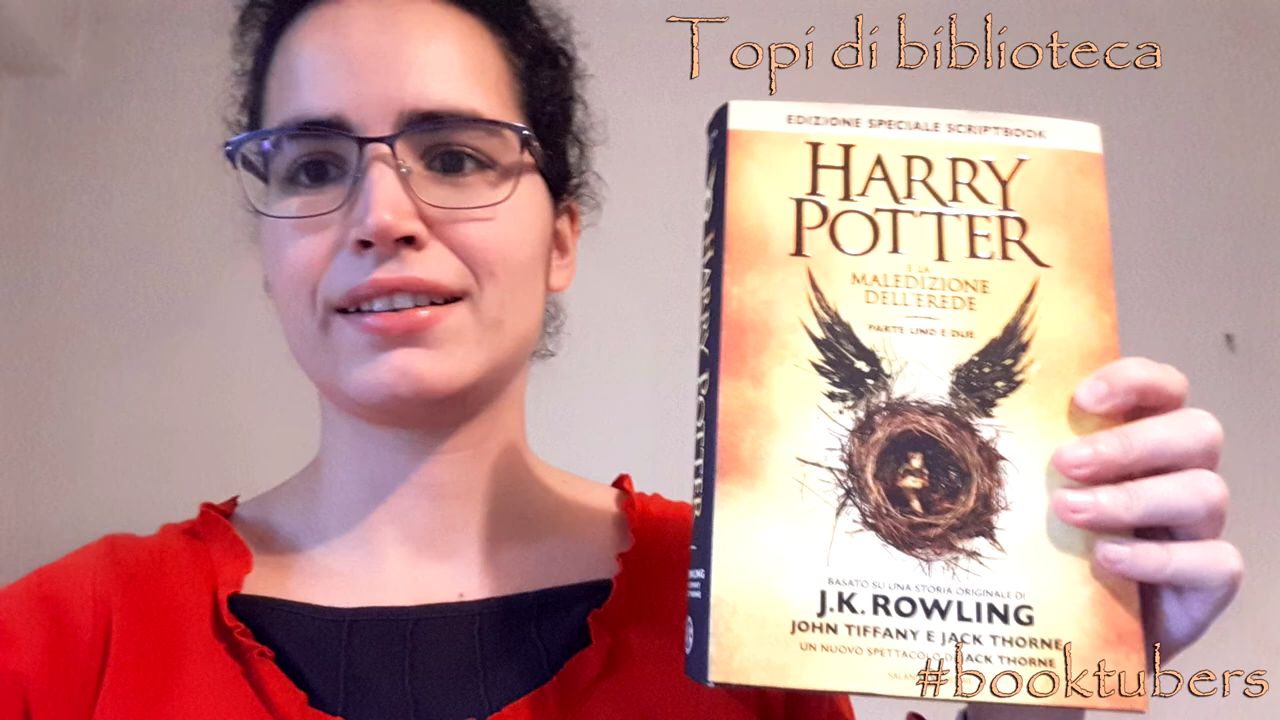 Topi di biblioteca
EDIZIONE SPECIALE SCRIPTBOOK
HARRY
POTTER
E LA
MALEDIZIONE
DELL'EREDE
PARTE UNO E DUE
HARRY POTTER
BASATO SU UNA STORIA ORIGINALE DI
J.K. ROWLING
JOHN TIFFANY E JACK THORNE
UN NUOVO SPETTACOLO DI JACK THORNE
#booktubers